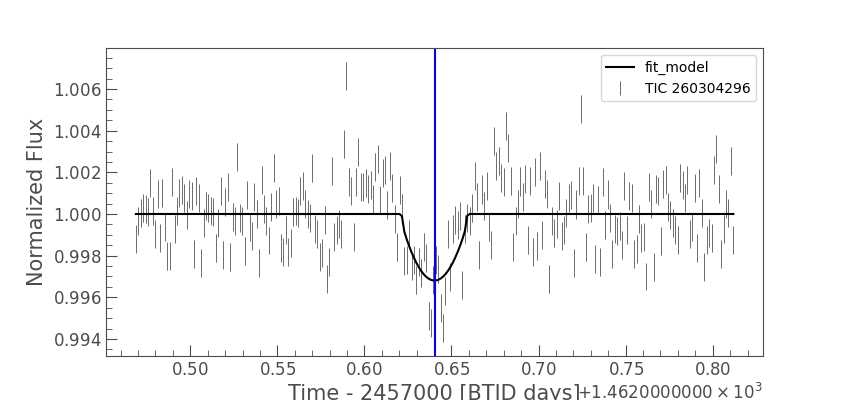 fit_model
TIC 260304296
Normalized Flux
1.006
1.004
1.002
1.000
0.998
0.996
0.994
0.50 0.55 0.60 0.65 0.70 0.75 0.80
Time - 2457000 [BTJD days]
+1.4620000000 × 10³